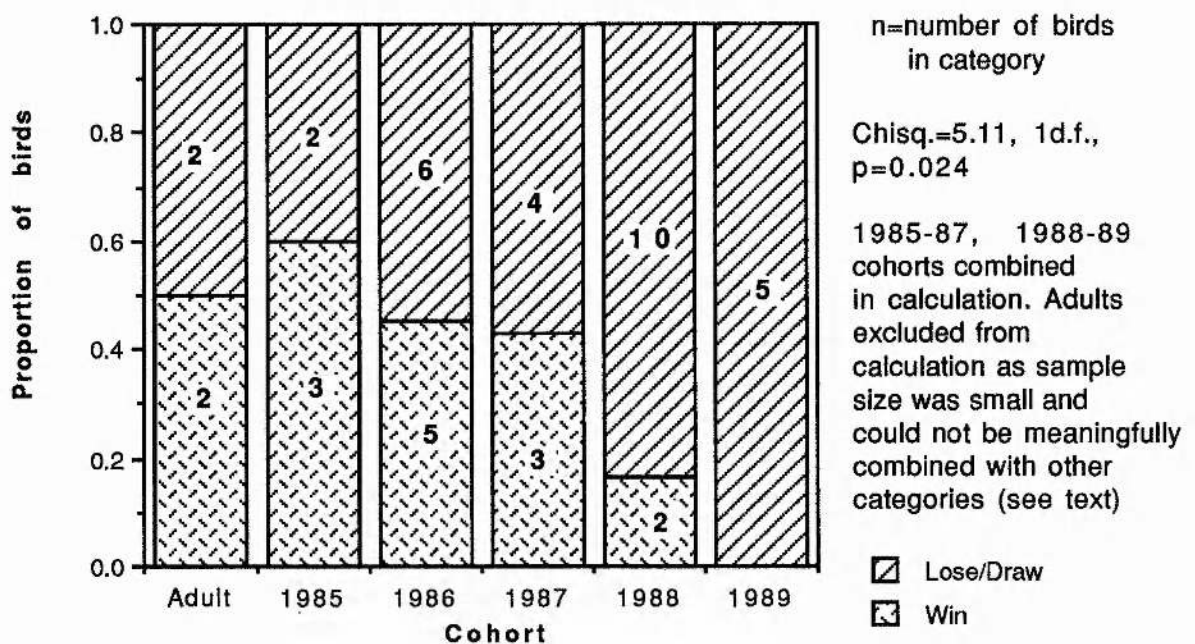 Proportion of birds
1.0
0.8
0.6
0.4
0.2
0.0
2
2
2
3
6
5
4
3
1 0
2
5
Adult 1985 1986 1987 1988 1989
Cohort
n=number of birds
in category
Chisq.=5.11, 1d.f.,
p=0.024
1985-87, 1988-89
cohorts combined
in calculation. Adults
excluded from
calculation as sample
size was small and
could not be meaningfully
combined with other
categories (see text)
Lose/Draw
Win